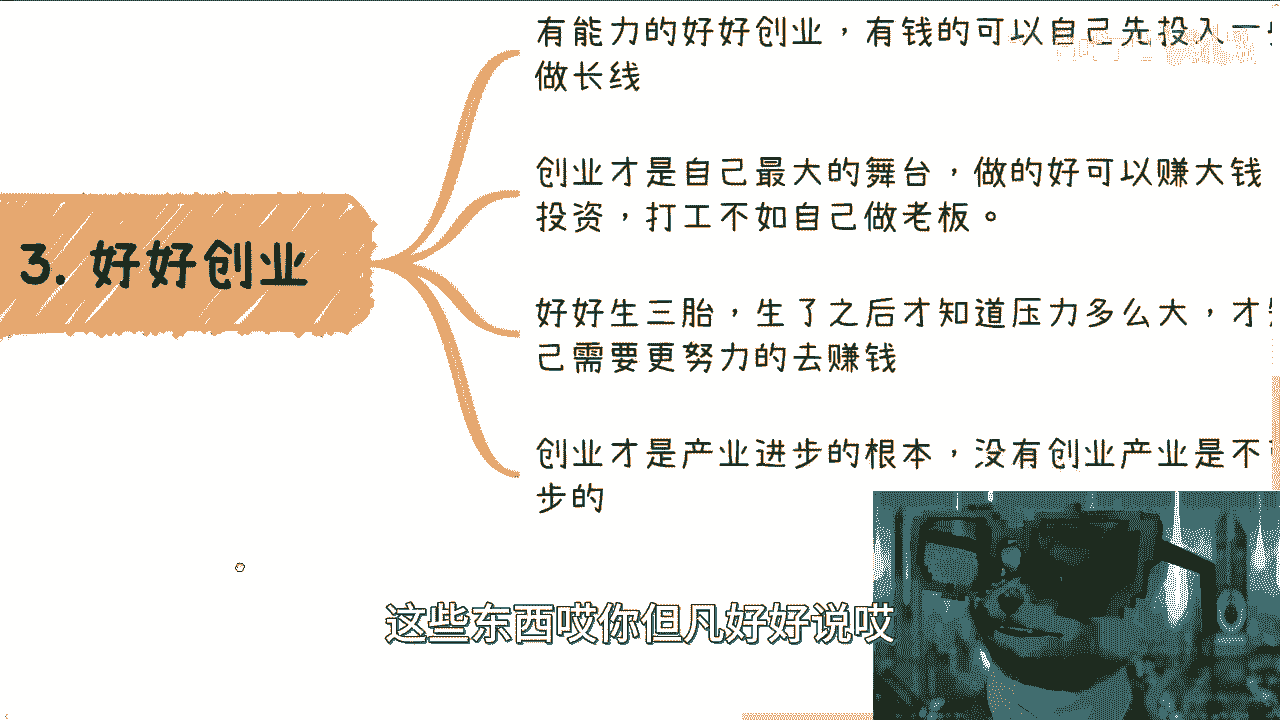 3. 好好创业
有能力的好好创业，有钱的可以自己先投入一
做长线
创业才是自己最大的舞台，做的好可以赚大钱
投资，打工不如自己做老板。
好好生三胎，生了之后才知道压力多么大，才
己需要更努力的去赚钱
创业才是产业进步的根本，没有创业产业是不
步的
这些东西哎你但凡好好说哎